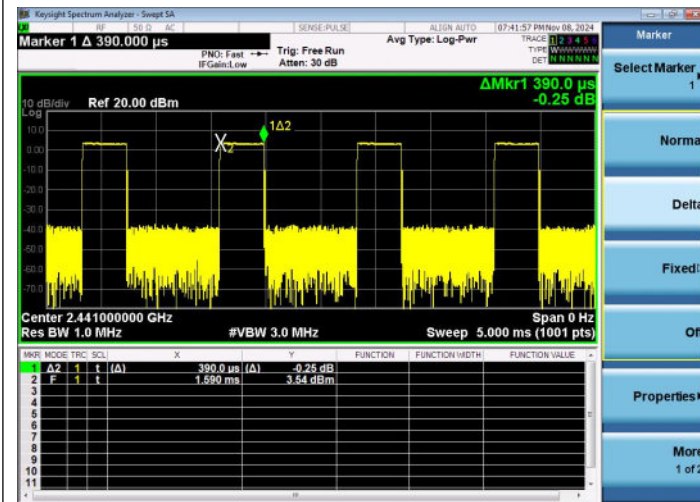 Keysight Spectrum Analyzer - Swept SA
RF 50 Ω AC SENSE:PULSE ALIGN AUTO 07:41:57 PM Nov 08, 2024
Marker 1 Δ 390.000 µs
PNO: Fast
IFGain:Low
Trig: Free Run
Atten: 30 dB
Avg Type: Log-Pwr
TRACE 1 2 3 4 5 6
TYPE
DET N N N N N N
ΔMkr1 390.0 µs
-0.25 dB
10 dB/div Ref 20.00 dBm
Log
10.0
0.00
-10.0
-20.0
-30.0
-40.0
-50.0
-60.0
-70.0
X2
1Δ2
Center 2.441000000 GHz Span 0 Hz
Res BW 1.0 MHz #VBW 3.0 MHz Sweep 5.000 ms (1001 pts)
MKR MODE TRC SCL X Y FUNCTION FUNCTION WIDTH FUNCTION VALUE
1 Δ2 1 t (Δ) 390.0 µs (Δ) -0.25 dB
2 F 1 t 1.590 ms 3.54 dBm
3
4
5
6
7
8
9
10
11
Marker
Select Marker
1
Norma
Delta
Fixed
Of
Properties
More
1 of 2